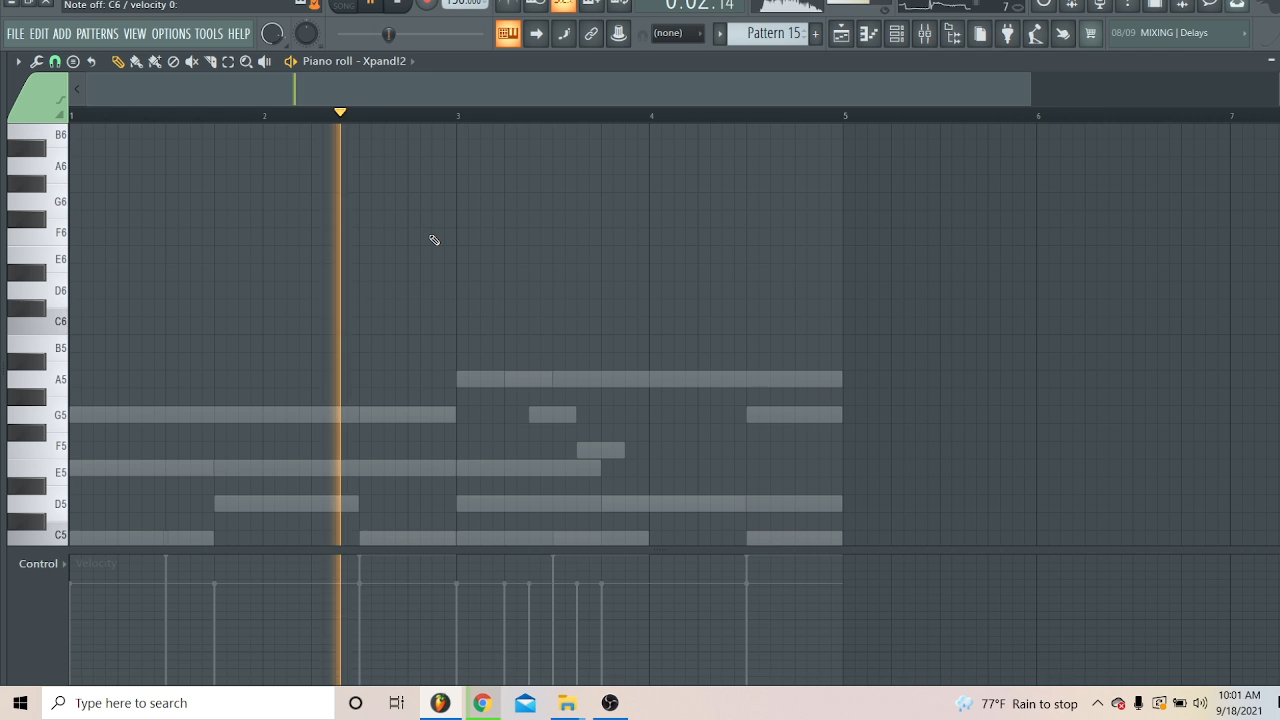 Note off: C6 / velocity 0:
SONG
0:02:14
7
FILE EDIT ADD PATTERNS VIEW OPTIONS TOOLS HELP
(none)
Pattern 15
+
08/09 MIXING | Delays
Piano roll - Xpand!2
1 2 3 4 5 6 7
B6
A6
G6
F6
E6
D6
C6
B5
A5
G5
F5
E5
D5
C5
Control
Velocity
Type here to search
77°F Rain to stop
10:01 AM
9/18/2021